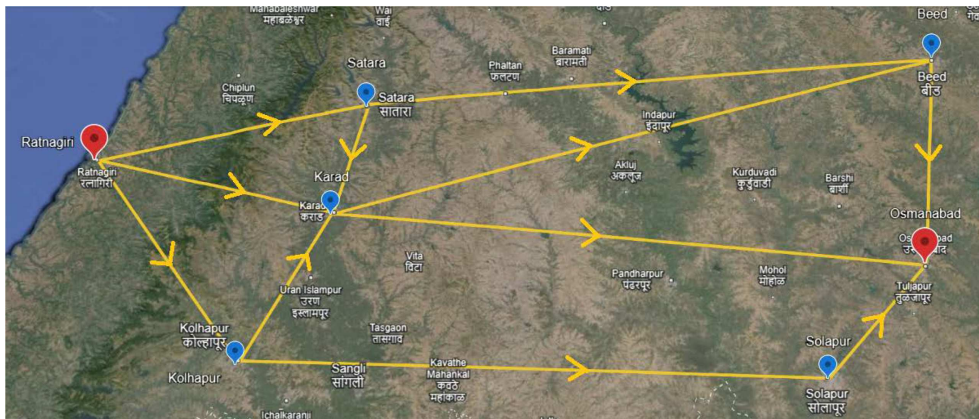 Mahabaleshwar
महाबळेश्वर
Wai
वाई
Beed
Baramati
बारामती
Satara
Phaltan
फलटण
Beed
बीड
Chiplun
चिपळूण
Satara
सातारा
Indapur
इंदापूर
Ratnagiri
Ratnagiri
रत्नागिरी
Karad
Akluj
अकलूज
Kurduvadi
कुर्डुवाडी
Barshi
बार्शी
Karad
कराड
Osmanabad
Vita
विटा
Pandharpur
पंढरपूर
Mohol
मोहोळ
Tuljapur
तुळजापूर
Uran Islampur
उरण
इस्लामपूर
Kolhapur
कोल्हापूर
Tasgaon
तासगाव
Solapur
Kolhapur
Sangli
सांगली
Kavathe
Mahankal
कवठे
महांकाळ
Solapur
सोलापूर
Ichalkaranji